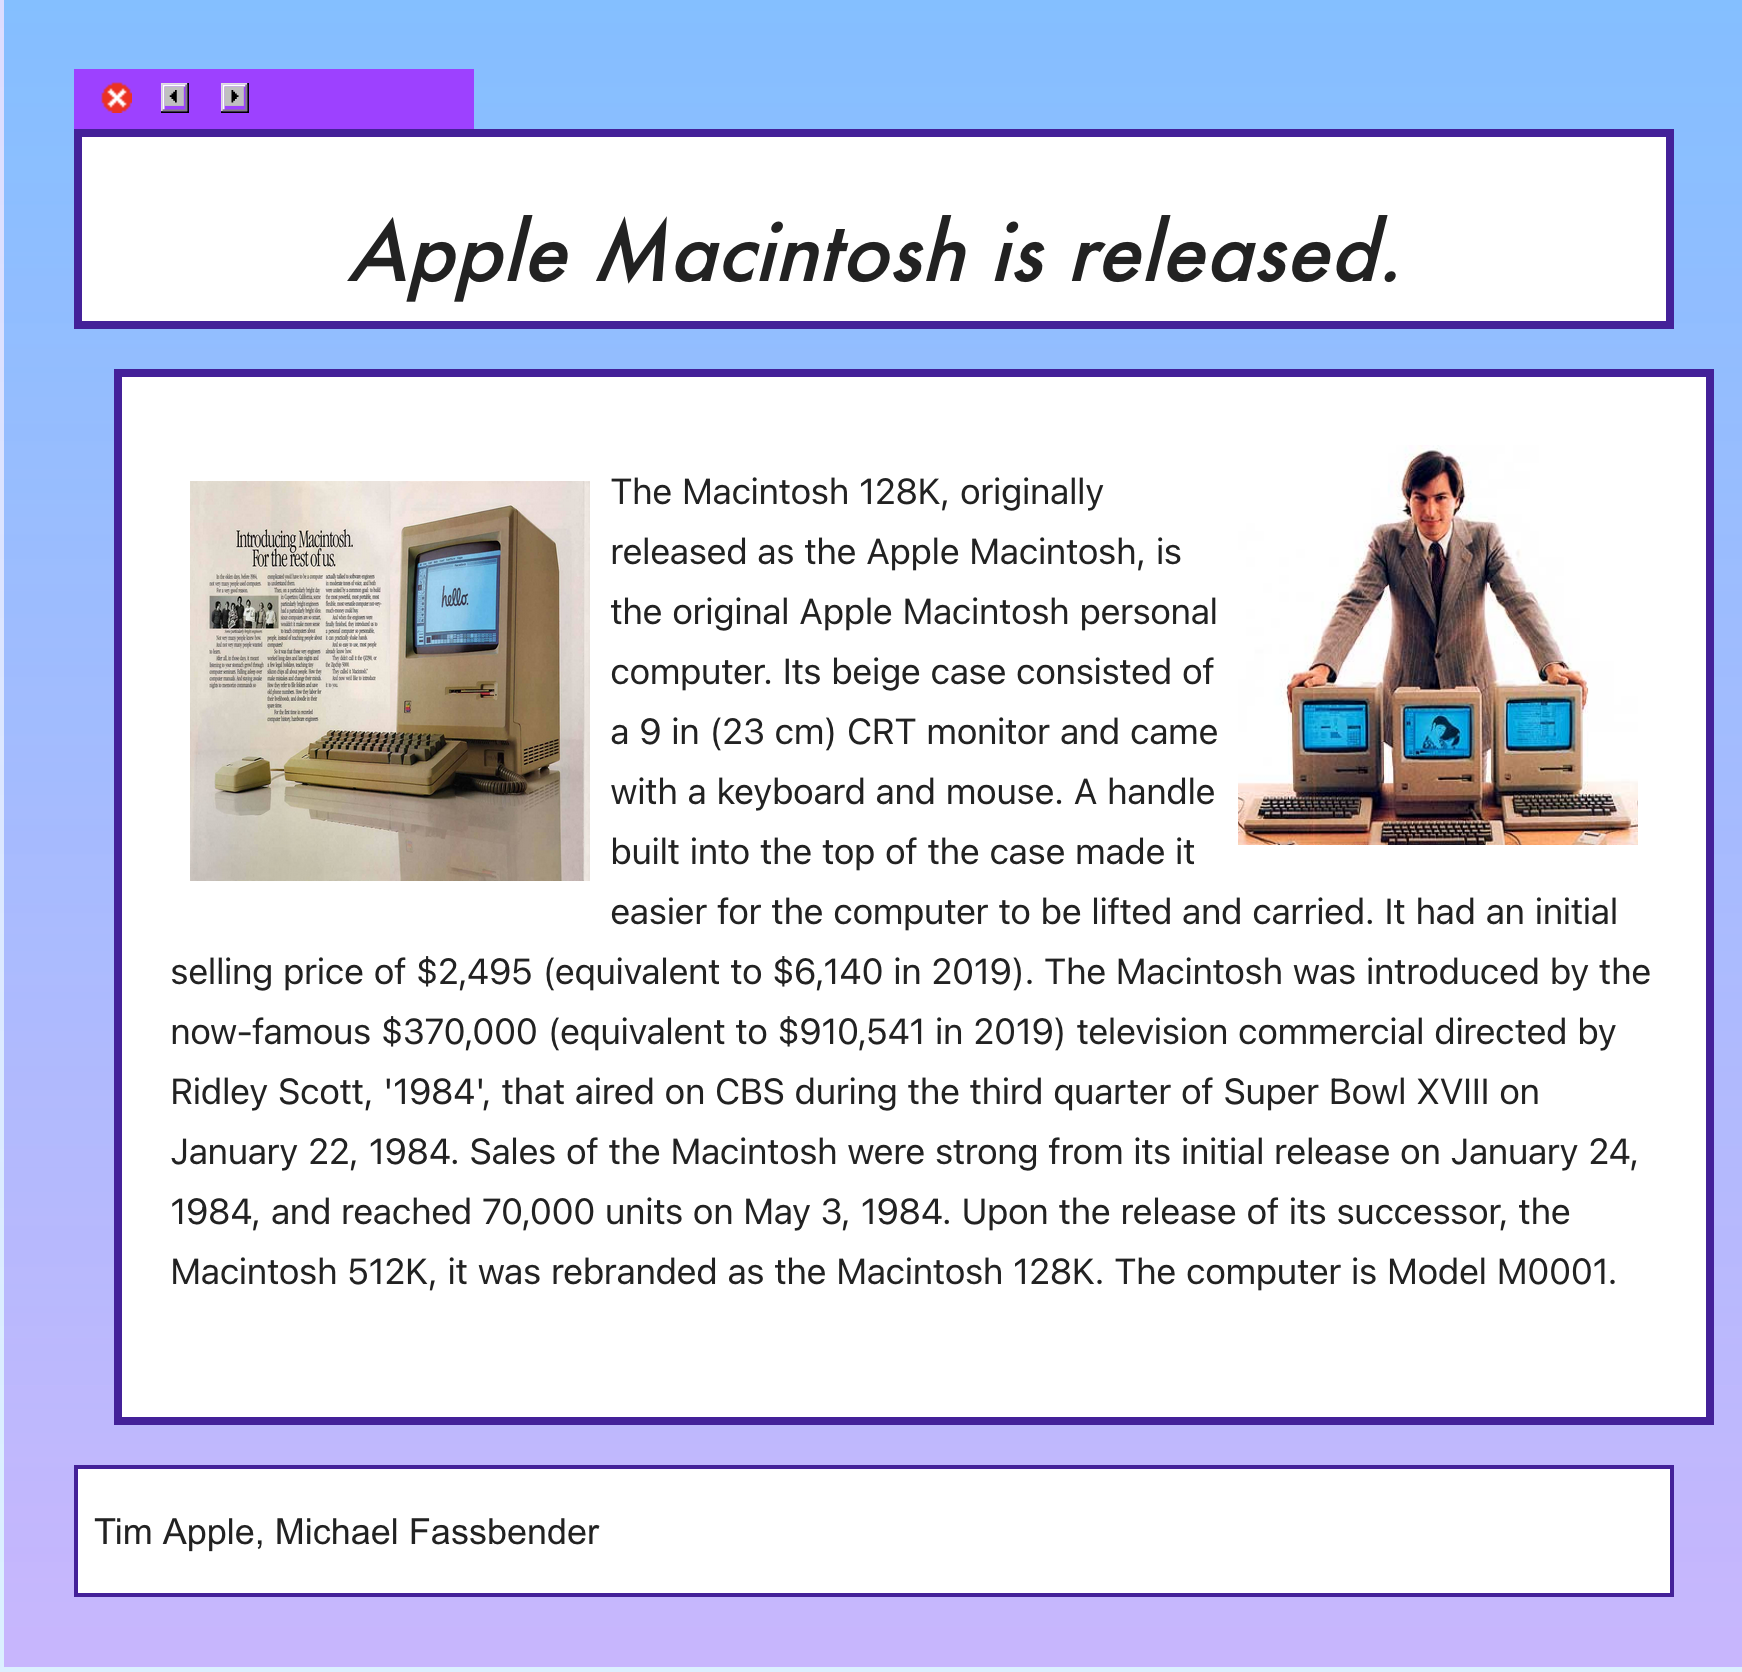 Apple Macintosh is released.
Introducing Macintosh.
For the rest of us.
hello.
The Macintosh 128K, originally
released as the Apple Macintosh, is
the original Apple Macintosh personal
computer. Its beige case consisted of
a 9 in (23 cm) CRT monitor and came
with a keyboard and mouse. A handle
built into the top of the case made it
easier for the computer to be lifted and carried. It had an initial
selling price of $2,495 (equivalent to $6,140 in 2019). The Macintosh was introduced by the
now-famous $370,000 (equivalent to $910,541 in 2019) television commercial directed by
Ridley Scott, '1984', that aired on CBS during the third quarter of Super Bowl XVIII on
January 22, 1984. Sales of the Macintosh were strong from its initial release on January 24,
1984, and reached 70,000 units on May 3, 1984. Upon the release of its successor, the
Macintosh 512K, it was rebranded as the Macintosh 128K. The computer is Model M0001.
Tim Apple, Michael Fassbender